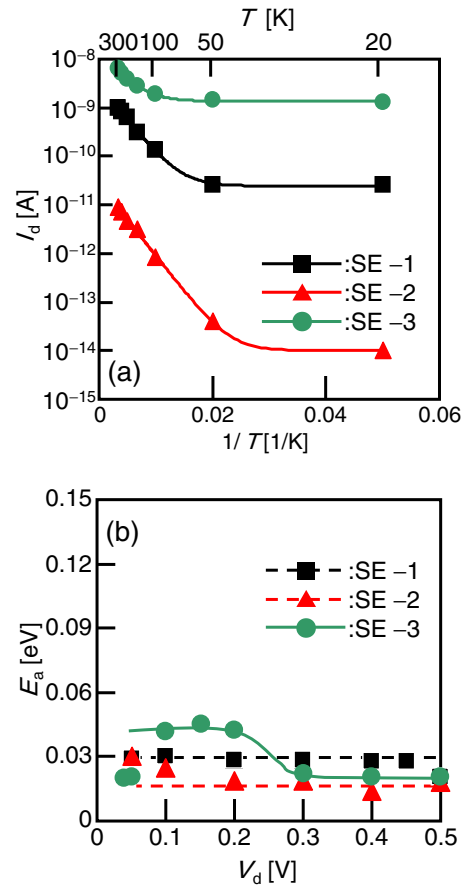 T [K]
300 100 50 20
10⁻⁸
10⁻⁹
10⁻¹⁰
10⁻¹¹
10⁻¹²
10⁻¹³
10⁻¹⁴
10⁻¹⁵
I_d [A]
:SE −1
:SE −2
:SE −3
(a)
0 0.02 0.04 0.06
1/ T [1/K]
(b)
0.15
0.12
0.09
0.06
0.03
0
E_a [eV]
:SE −1
:SE −2
:SE −3
0.1 0.2 0.3 0.4 0.5
V_d [V]